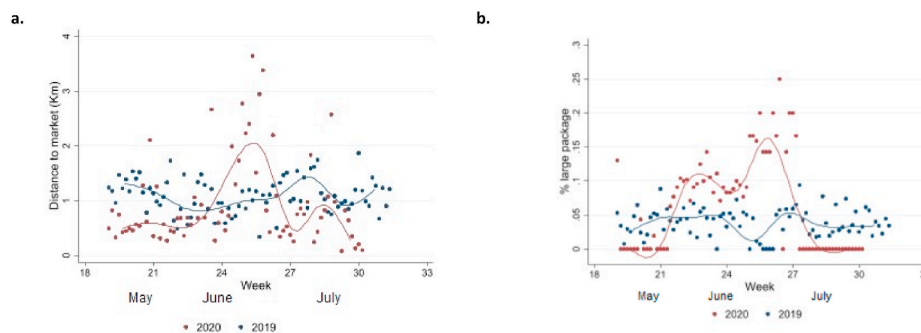 a.
Distance to market (Km)
4
3
2
1
0
18
21
24
27
30
33
Week
May
June
July
2020
2019
b.
% large package
.3
.25
.2
.15
.1
.05
0
18
21
24
27
30
Week
May
June
July
2020
2019